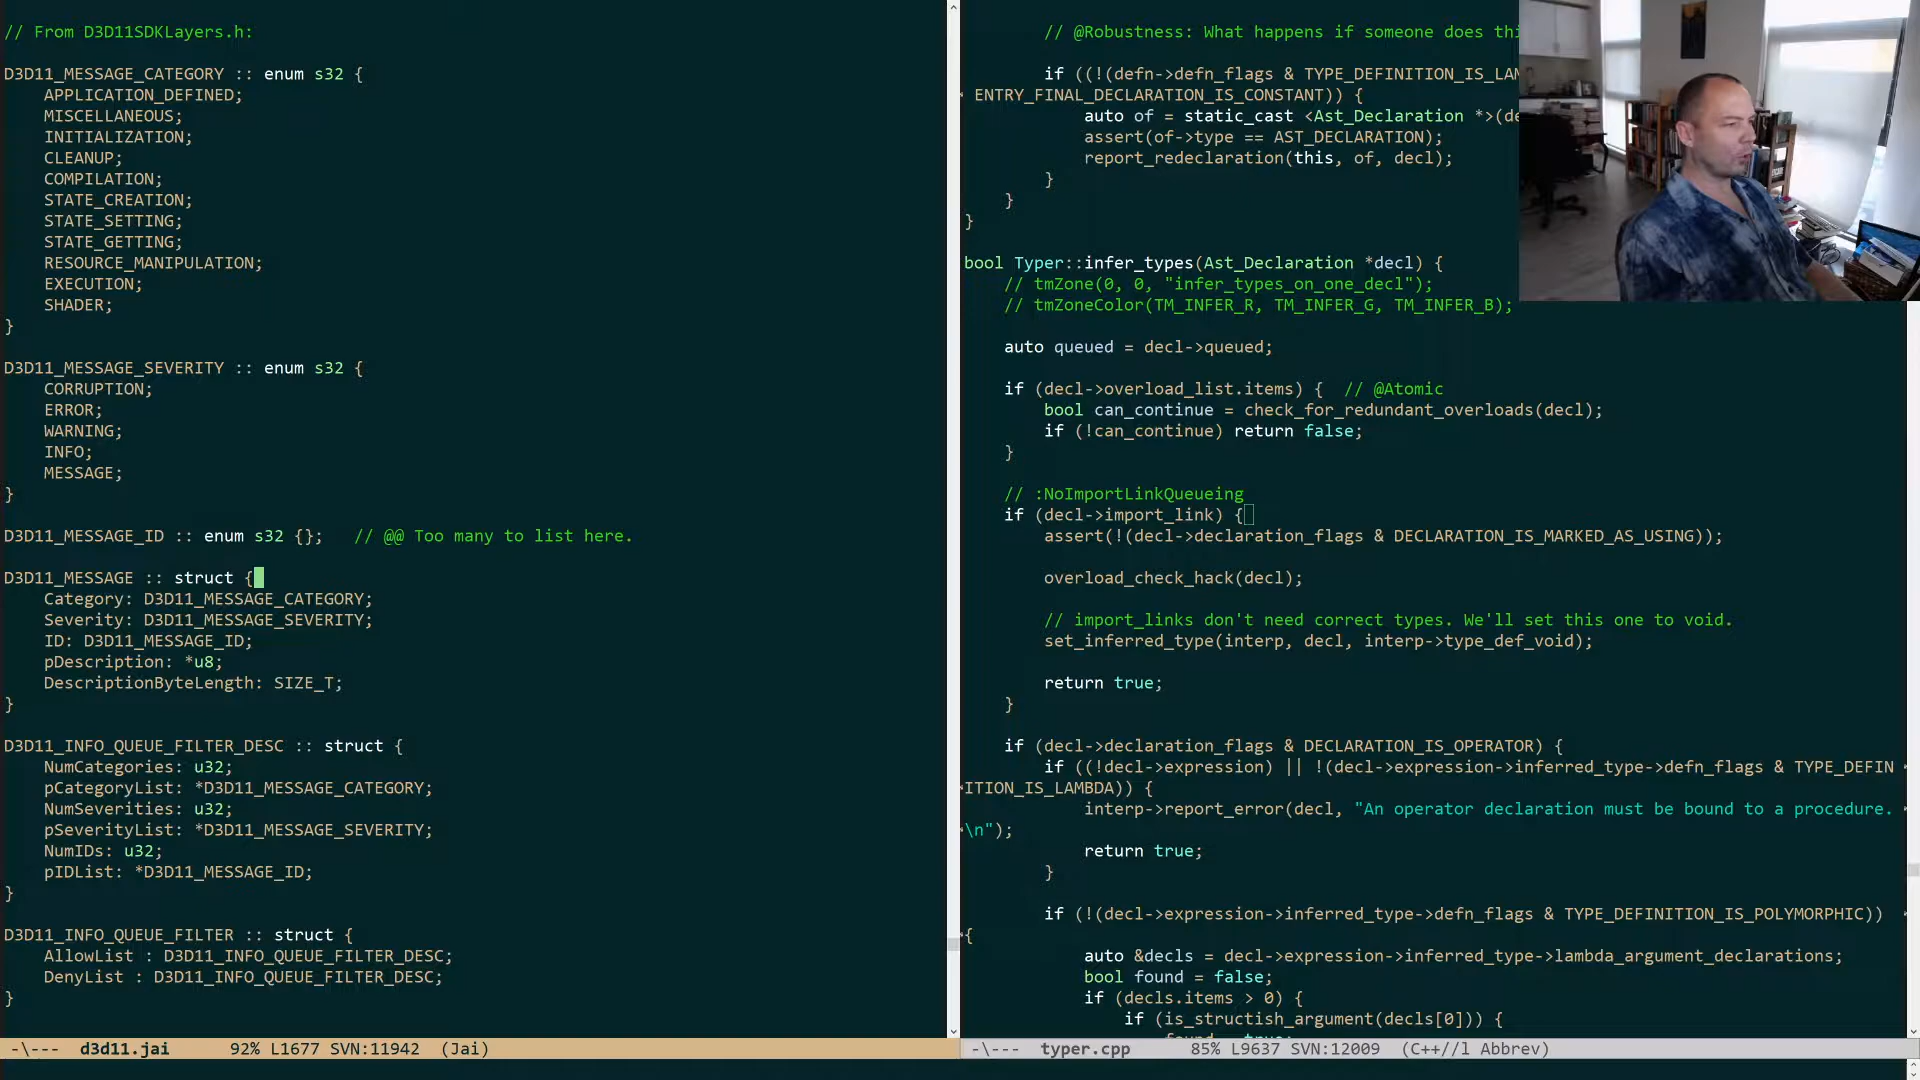 // From D3D11SDKLayers.h:
D3D11_MESSAGE_CATEGORY :: enum s32 {
    APPLICATION_DEFINED;
    MISCELLANEOUS;
    INITIALIZATION;
    CLEANUP;
    COMPILATION;
    STATE_CREATION;
    STATE_SETTING;
    STATE_GETTING;
    RESOURCE_MANIPULATION;
    EXECUTION;
    SHADER;
}
D3D11_MESSAGE_SEVERITY :: enum s32 {
    CORRUPTION;
    ERROR;
    WARNING;
    INFO;
    MESSAGE;
}
D3D11_MESSAGE_ID :: enum s32 {};   // @@ Too many to list here.
D3D11_MESSAGE :: struct {
    Category: D3D11_MESSAGE_CATEGORY;
    Severity: D3D11_MESSAGE_SEVERITY;
    ID: D3D11_MESSAGE_ID;
    pDescription: *u8;
    DescriptionByteLength: SIZE_T;
}
D3D11_INFO_QUEUE_FILTER_DESC :: struct {
    NumCategories: u32;
    pCategoryList: *D3D11_MESSAGE_CATEGORY;
    NumSeverities: u32;
    pSeverityList: *D3D11_MESSAGE_SEVERITY;
    NumIDs: u32;
    pIDList: *D3D11_MESSAGE_ID;
}
D3D11_INFO_QUEUE_FILTER :: struct {
    AllowList : D3D11_INFO_QUEUE_FILTER_DESC;
    DenyList : D3D11_INFO_QUEUE_FILTER_DESC;
}
-\---  d3d11.jai      92% L1677 SVN:11942  (Jai)
        // @Robustness: What happens if someone does thi
        if ((!(defn->defn_flags & TYPE_DEFINITION_IS_LAM
ENTRY_FINAL_DECLARATION_IS_CONSTANT)) {
            auto of = static_cast <Ast_Declaration *>(de
            assert(of->type == AST_DECLARATION);
            report_redeclaration(this, of, decl);
        }
    }
}
bool Typer::infer_types(Ast_Declaration *decl) {
    // tmZone(0, 0, "infer_types_on_one_decl");
    // tmZoneColor(TM_INFER_R, TM_INFER_G, TM_INFER_B);
    auto queued = decl->queued;
    if (decl->overload_list.items) {  // @Atomic
        bool can_continue = check_for_redundant_overloads(decl);
        if (!can_continue) return false;
    }
    // :NoImportLinkQueueing
    if (decl->import_link) {
        assert(!(decl->declaration_flags & DECLARATION_IS_MARKED_AS_USING));
        overload_check_hack(decl);
        // import_links don't need correct types. We'll set this one to void.
        set_inferred_type(interp, decl, interp->type_def_void);
        return true;
    }
    if (decl->declaration_flags & DECLARATION_IS_OPERATOR) {
        if ((!decl->expression) || !(decl->expression->inferred_type->defn_flags & TYPE_DEFIN
ITION_IS_LAMBDA)) {
            interp->report_error(decl, "An operator declaration must be bound to a procedure.
\n");
            return true;
        }
        if (!(decl->expression->inferred_type->defn_flags & TYPE_DEFINITION_IS_POLYMORPHIC))
{
            auto &decls = decl->expression->inferred_type->lambda_argument_declarations;
            bool found = false;
            if (decls.items > 0) {
                if (is_structish_argument(decls[0])) {
-\---  typer.cpp      85% L9637 SVN:12009  (C++//l Abbrev)